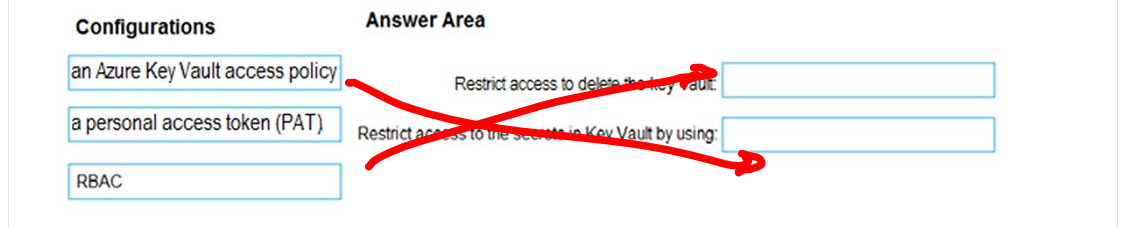 Configurations
Answer Area
an Azure Key Vault access policy
a personal access token (PAT)
RBAC
Restrict access to delete the key vault:
Restrict access to the secrets in Key Vault by using: